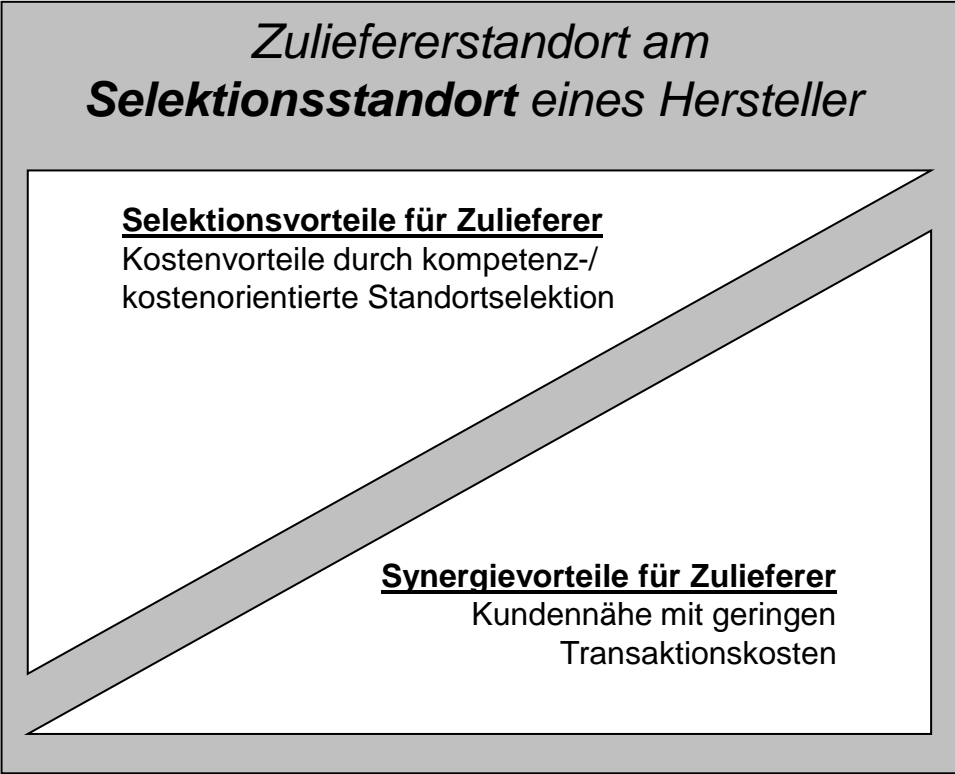 Zuliefererstandort am
Selektionsstandort eines Hersteller
Selektionsvorteile für Zulieferer
Kostenvorteile durch kompetenz-/
kostenorientierte Standortselektion
Synergievorteile für Zulieferer
Kundennähe mit geringen
Transaktionskosten